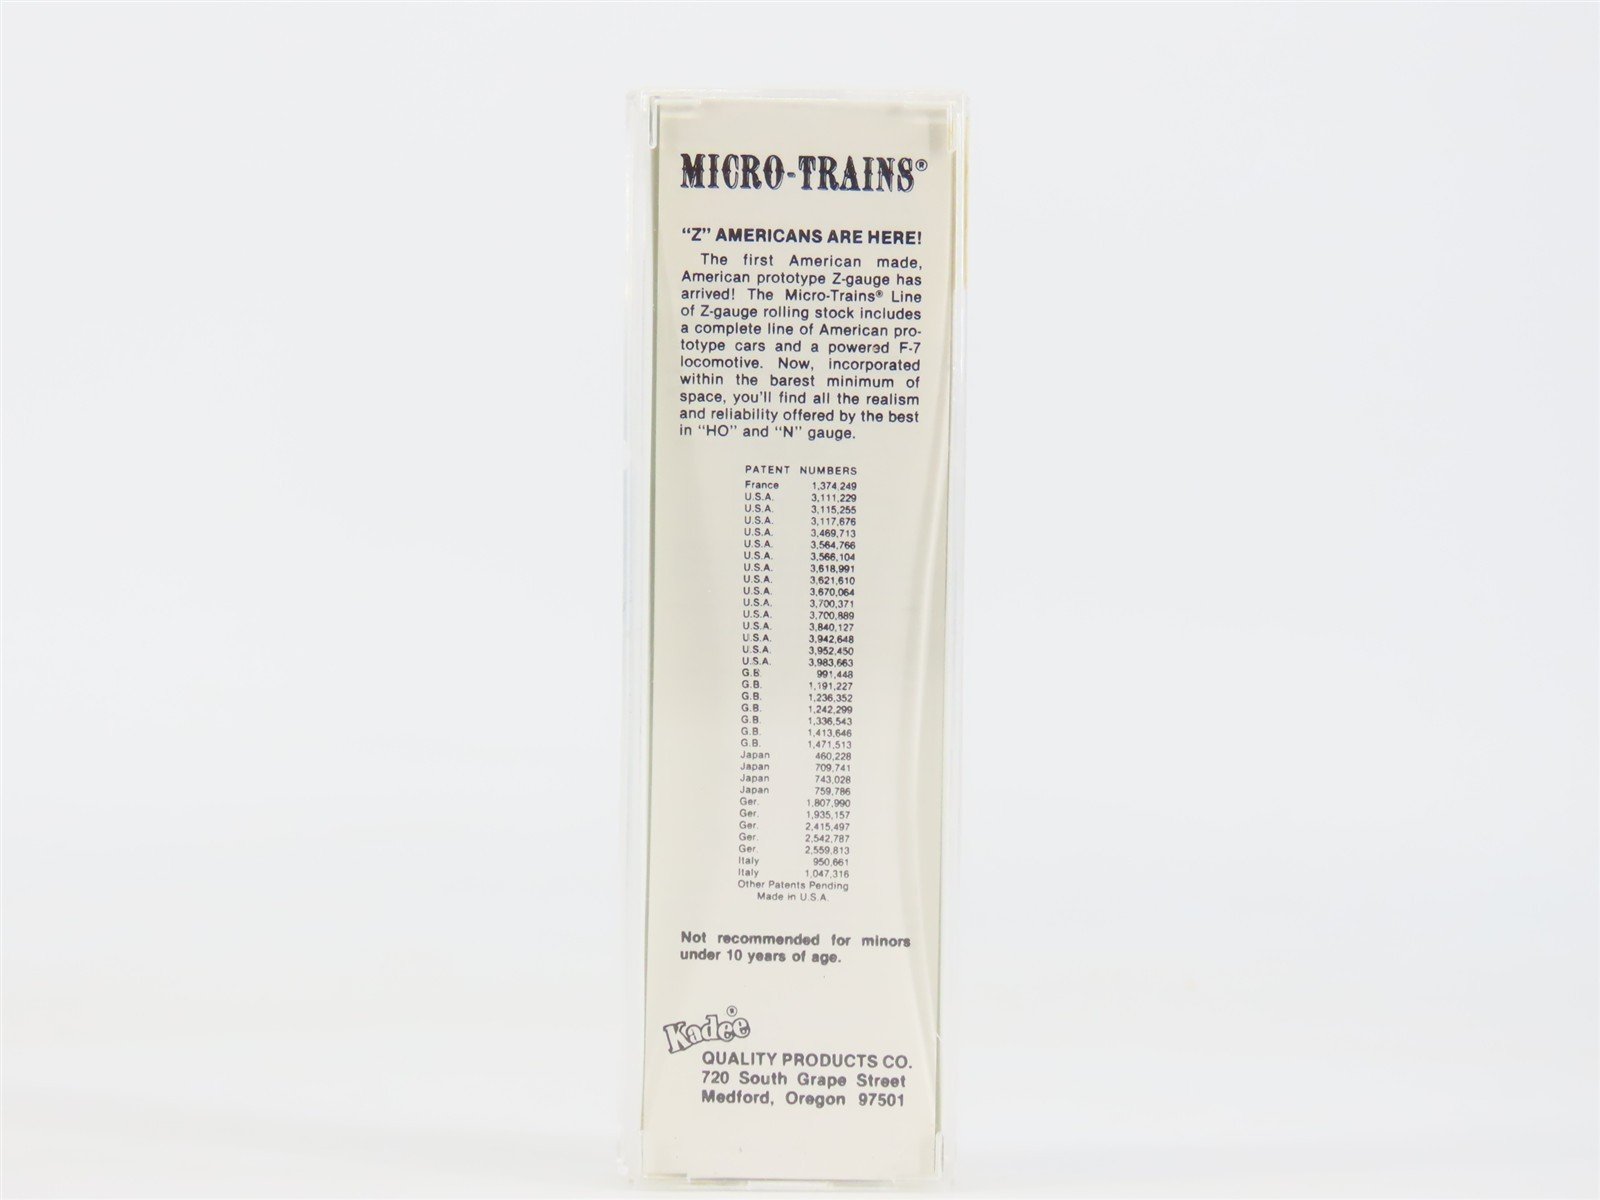 MICRO-TRAINS®
"Z" AMERICANS ARE HERE!
The first American made,
American prototype Z-gauge has
arrived! The Micro-Trains® Line
of Z-gauge rolling stock includes
a complete line of American pro-
totype cars and a powered F-7
locomotive. Now, incorporated
within the barest minimum of
space, you'll find all the realism
and reliability offered by the best
in "HO" and "N" gauge.
PATENT NUMBERS
France 1,374,249
U.S.A. 3,111,229
U.S.A. 3,115,255
U.S.A. 3,117,676
U.S.A. 3,469,713
U.S.A. 3,564,766
U.S.A. 3,566,104
U.S.A. 3,618,991
U.S.A. 3,621,610
U.S.A. 3,670,064
U.S.A. 3,700,371
U.S.A. 3,700,889
U.S.A. 3,840,127
U.S.A. 3,942,648
U.S.A. 3,952,450
U.S.A. 3,983,663
G.B. 991,448
G.B. 1,191,227
G.B. 1,236,352
G.B. 1,242,299
G.B. 1,336,543
G.B. 1,413,646
G.B. 1,471,513
Japan 460,228
Japan 709,741
Japan 743,028
Japan 759,786
Ger. 1,807,990
Ger. 1,935,157
Ger. 2,415,497
Ger. 2,542,787
Ger. 2,559,813
Italy 950,661
Italy 1,047,316
Other Patents Pending
Made in U.S.A.
Not recommended for minors
under 10 years of age.
Kadee®
QUALITY PRODUCTS CO.
720 South Grape Street
Medford, Oregon 97501